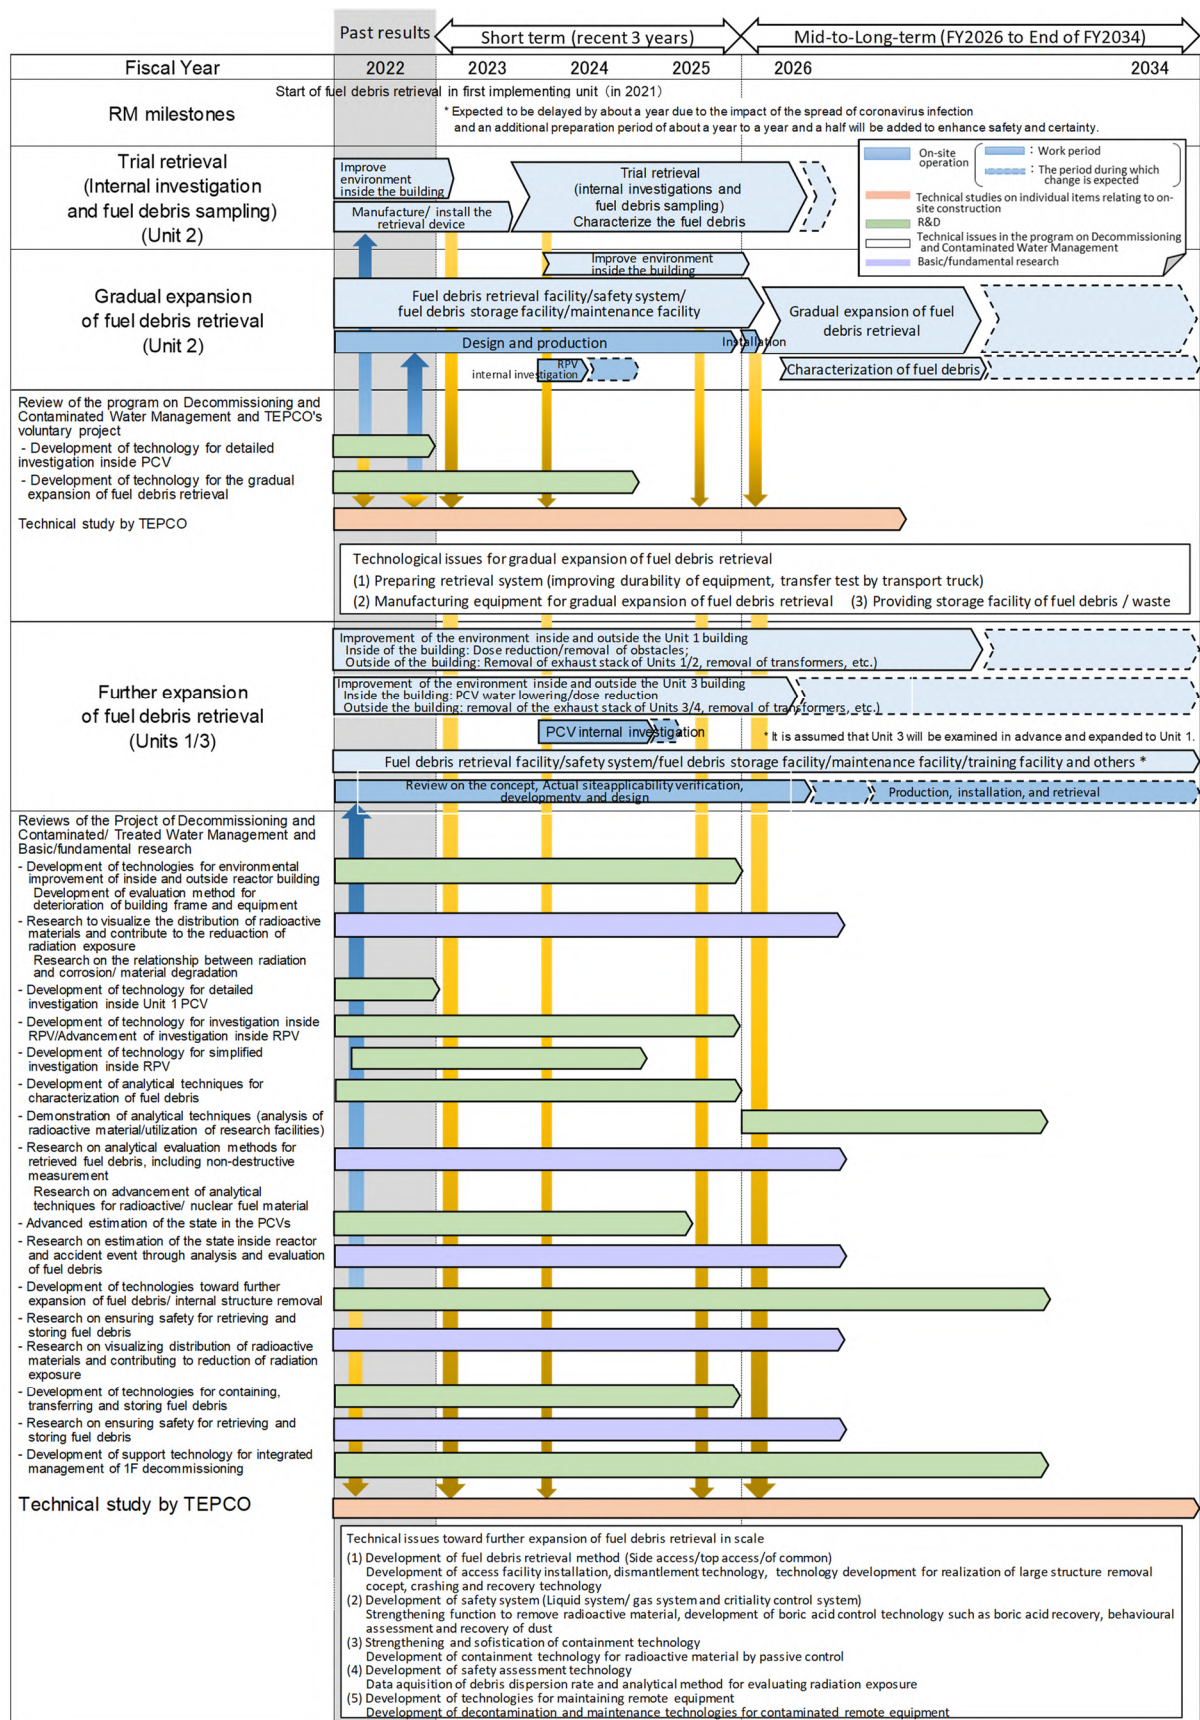 Past results
Short term (recent 3 years)
Mid-to-Long-term (FY2026 to End of FY2034)
Fiscal Year
2022
2023
2024
2025
2026
2034
RM milestones
Start of fuel debris retrieval in first implementing unit (in 2021)
* Expected to be delayed by about a year due to the impact of the spread of coronavirus infection
and an additional preparation period of about a year to a year and a half will be added to enhance safety and certainty.
On-site
operation
: Work period
: The period during which
change is expected
Technical studies on individual items relating to on-
site construction
R&D
Technical issues in the program on Decommissioning
and Contaminated Water Management
Basic/fundamental research
Trial retrieval
(Internal investigation
and fuel debris sampling)
(Unit 2)
Improve
environment
inside the building
Manufacture/ install the
retrieval device
Trial retrieval
(internal investigations and
fuel debris sampling)
Characterize the fuel debris
Gradual expansion
of fuel debris retrieval
(Unit 2)
Improve environment
inside the building
Fuel debris retrieval facility/safety system/
fuel debris storage facility/maintenance facility
Gradual expansion of fuel
debris retrieval
Design and production
Installation
RPV
internal investigation
Characterization of fuel debris
Review of the program on Decommissioning and
Contaminated Water Management and TEPCO's
voluntary project
- Development of technology for detailed
investigation inside PCV
- Development of technology for the gradual
expansion of fuel debris retrieval
Technical study by TEPCO
Technological issues for gradual expansion of fuel debris retrieval
(1) Preparing retrieval system (improving durability of equipment, transfer test by transport truck)
(2) Manufacturing equipment for gradual expansion of fuel debris retrieval (3) Providing storage facility of fuel debris / waste
Further expansion
of fuel debris retrieval
(Units 1/3)
Improvement of the environment inside and outside the Unit 1 building
Inside of the building: Dose reduction/removal of obstacles;
Outside of the building: Removal of exhaust stack of Units 1/2, removal of transformers, etc.)
Improvement of the environment inside and outside the Unit 3 building
Inside the building: PCV water lowering/dose reduction
Outside the building: removal of the exhaust stack of Units 3/4, removal of transformers, etc.)
PCV internal investigation
* It is assumed that Unit 3 will be examined in advance and expanded to Unit 1.
Fuel debris retrieval facility/safety system/fuel debris storage facility/maintenance facility/training facility and others *
Review on the concept, Actual siteapplicability verification,
developmenty and design
Production, installation, and retrieval
Reviews of the Project of Decommissioning and
Contaminated/ Treated Water Management and
Basic/fundamental research
- Development of technologies for environmental
improvement of inside and outside reactor building
Development of evaluation method for
deterioration of building frame and equipment
- Research to visualize the distribution of radioactive
materials and contribute to the reduaction of
radiation exposure
Research on the relationship between radiation
and corrosion/ material degradation
- Development of technology for detailed
investigation inside Unit 1 PCV
- Development of technology for investigation inside
RPV/Advancement of investigation inside RPV
- Development of technology for simplified
investigation inside RPV
- Development of analytical techniques for
characterization of fuel debris
- Demonstration of analytical techniques (analysis of
radioactive material/utilization of research facilities)
- Research on analytical evaluation methods for
retrieved fuel debris, including non-destructive
measurement
Research on advancement of analytical
techniques for radioactive/ nuclear fuel material
- Advanced estimation of the state in the PCVs
- Research on estimation of the state inside reactor
and accident event through analysis and evaluation
of fuel debris
- Development of technologies toward further
expansion of fuel debris/ internal structure removal
- Research on ensuring safety for retrieving and
storing fuel debris
- Research on visualizing distribution of radioactive
materials and contributing to reduction of radiation
exposure
- Development of technologies for containing,
transferring and storing fuel debris
- Research on ensuring safety for retrieving and
storing fuel debris
- Development of support technology for integrated
management of 1F decommissioning
Technical study by TEPCO
Technical issues toward further expansion of fuel debris retrieval in scale
(1) Development of fuel debris retrieval method (Side access/top access/of common)
Development of access facility installation, dismantlement technology, technology development for realization of large structure removal
cocept, crashing and recovery technology
(2) Development of safety system (Liquid system/ gas system and critiality control system)
Strengthening function to remove radioactive material, development of boric acid control technology such as boric acid recovery, behavioural
assessment and recovery of dust
(3) Strengthening and sofistication of containment technology
Development of containment technology for radioactive material by passive control
(4) Development of safety assessment technology
Data aquisition of debris dispersion rate and analytical method for evaluating radiation exposure
(5) Development of technologies for maintaining remote equipment
Development of decontamination and maintenance technologies for contaminated remote equipment